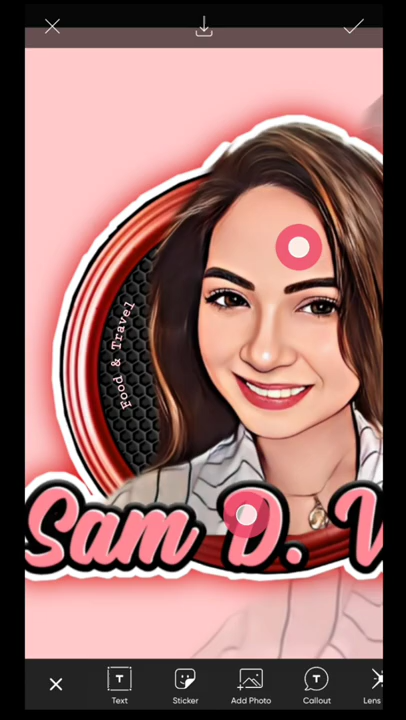 Food & Travel
Sam D. V
Text
Sticker
Add Photo
Callout
Lens